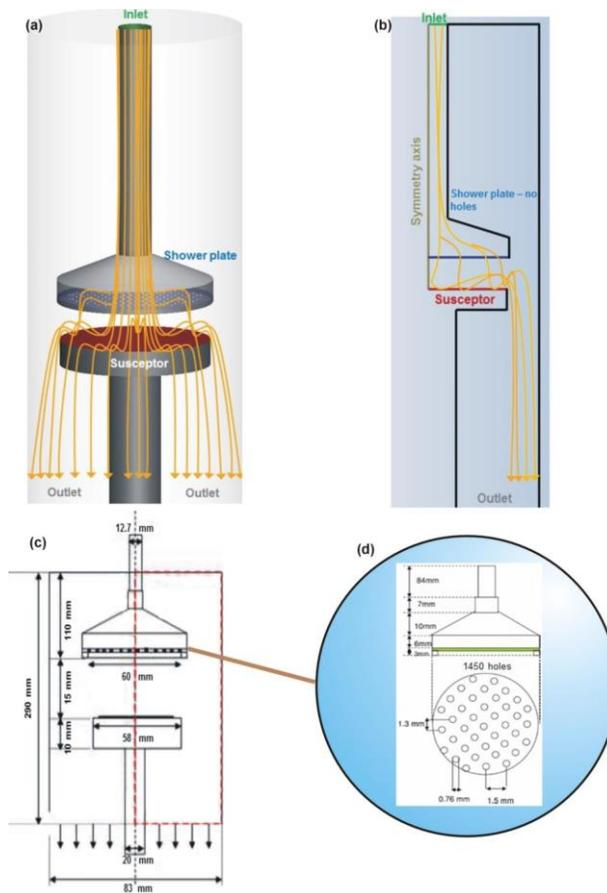 (a)
Inlet
Shower plate
Susceptor
Outlet
Outlet
(b)
Inlet
Symmetry axis
Shower plate – no
holes
Susceptor
Outlet
(c)
12.7 mm
110 mm
60 mm
290 mm
15 mm
10 mm
58 mm
20 mm
83 mm
(d)
84mm
7mm
10mm
6mm
3mm
1450 holes
1.3 mm
0.76 mm
1.5 mm